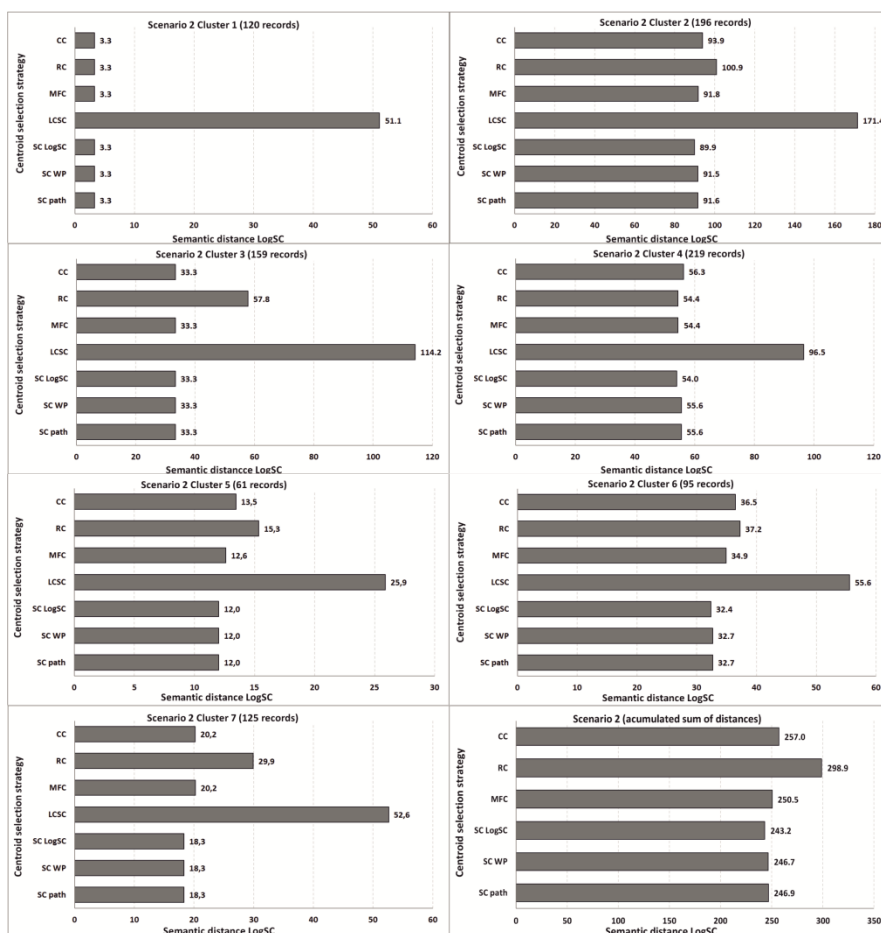 Scenario 2 Cluster 1 (120 records)
Centroid selection strategy
CC 3.3
RC 3.3
MFC 3.3
LCSC 51.1
SC LogSC 3.3
SC WP 3.3
SC path 3.3
0 10 20 30 40 50 60
Semantic distance LogSC
Scenario 2 Cluster 2 (196 records)
Centroid selection strategy
CC 93.9
RC 100.9
MFC 91.8
LCSC 171.4
SC LogSC 89.9
SC WP 91.5
SC path 91.6
0 20 40 60 80 100 120 140 160 180
Semantic distance LogSC
Scenario 2 Cluster 3 (159 records)
Centroid selection strategy
CC 33.3
RC 57.8
MFC 33.3
LCSC 114.2
SC LogSC 33.3
SC WP 33.3
SC path 33.3
0 20 40 60 80 100 120
Semantic distancce LogSC
Scenario 2 Cluster 4 (219 records)
Centroid selection strategy
CC 56.3
RC 54.4
MFC 54.4
LCSC 96.5
SC LogSC 54.0
SC WP 55.6
SC path 55.6
0 20 40 60 80 100 120
Semantic distance LogSC
Scenario 2 Cluster 5 (61 records)
Centroid selection strategy
CC 13,5
RC 15,3
MFC 12,6
LCSC 25,9
SC LogSC 12,0
SC WP 12,0
SC path 12,0
0 5 10 15 20 25 30
Semantic distance LogSC
Scenario 2 Cluster 6 (95 records)
Centroid selection strategy
CC 36.5
RC 37.2
MFC 34.9
LCSC 55.6
SC LogSC 32.4
SC WP 32.7
SC path 32.7
0 10 20 30 40 50 60
Semantic distance LogSC
Scenario 2 Cluster 7 (125 records)
Centroid selection strategy
CC 20,2
RC 29,9
MFC 20,2
LCSC 52,6
SC LogSC 18,3
SC WP 18,3
SC path 18,3
0 10 20 30 40 50 60
Semantic distance LogSC
Scenario 2 (acumulated sum of distances)
Centroid selection strategy
CC 257.0
RC 298.9
MFC 250.5
SC LogSC 243.2
SC WP 246.7
SC path 246.9
0 50 100 150 200 250 300 350
Semantic distance LogSC